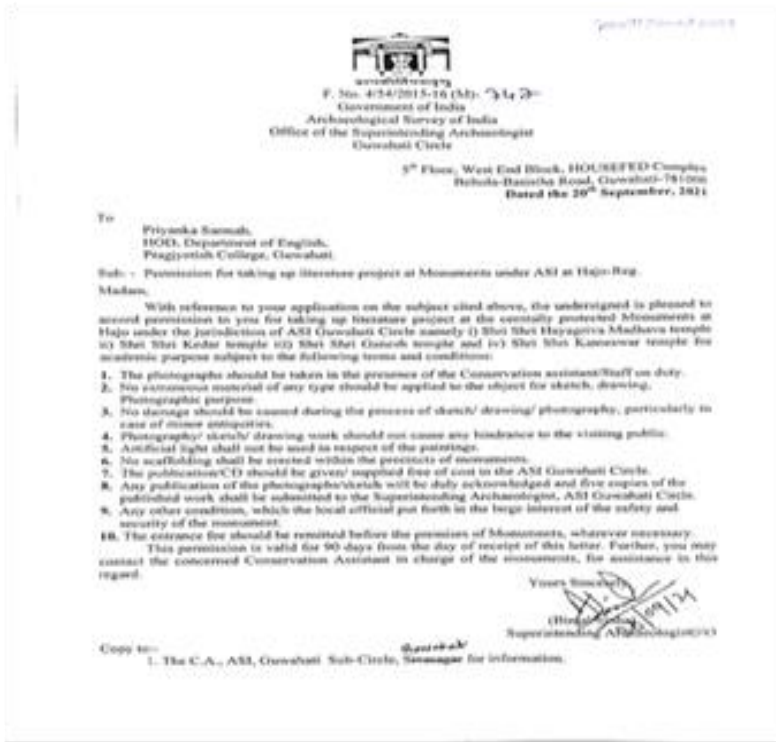 F. No. 4/54/2015-16 (M)-
Government of India
Archaeological Survey of India
Office of the Superintending Archaeologist
Guwahati Circle
5th Floor, West End Block, HOUSEFED Complex
Beltola-Basistha Road, Guwahati-781006
Dated the 20th September, 2021
To
Priyanka Sarmah,
HOD, Department of English,
Pragjyotish College, Guwahati.
Sub: - Permission for taking up literature project at Monuments under ASI at Hajo-Reg.
Madam,
With reference to your application on the subject cited above, the undersigned is pleased to
accord permission to you for taking up literature project at the centrally protected Monuments at
Hajo under the jurisdiction of ASI Guwahati Circle namely i) Shri Shri Hayagriva Madhava temple
ii) Shri Shri Kedar temple iii) Shri Shri Ganesh temple and iv) Shri Shri Kameswar temple for
academic purpose subject to the following terms and conditions:
1. The photographs should be taken in the presence of the Conservation assistant/Staff on duty.
2. No extraneous material of any type should be applied to the object for sketch, drawing,
Photographic purpose.
3. No damage should be caused during the process of sketch/ drawing/ photography, particularly in
case of minor antiquities.
4. Photography/ sketch/ drawing work should not cause any hindrance to the visiting public.
5. Artificial light shall not be used in respect of the paintings.
6. No scaffolding shall be erected within the precincts of monuments.
7. The publication/CD should be given/ supplied free of cost to the ASI Guwahati Circle.
8. Any publication of the photographs/sketch will be duly acknowledged and five copies of the
published work shall be submitted to the Superintending Archaeologist, ASI Guwahati Circle.
9. Any other condition, which the local official put forth in the large interest of the safety and
security of the monument.
10. The entrance fee should be remitted before the premises of Monuments, wherever necessary.
This permission is valid for 90 days from the day of receipt of this letter. Further, you may
contact the concerned Conservation Assistant in charge of the monuments, for assistance in this
regard.
Yours Sincerely
/09/21
Superintending Archaeologist(i/c)
Copy to:-
1. The C.A., ASI, Guwahati Sub-Circle, Sivasagar for information.